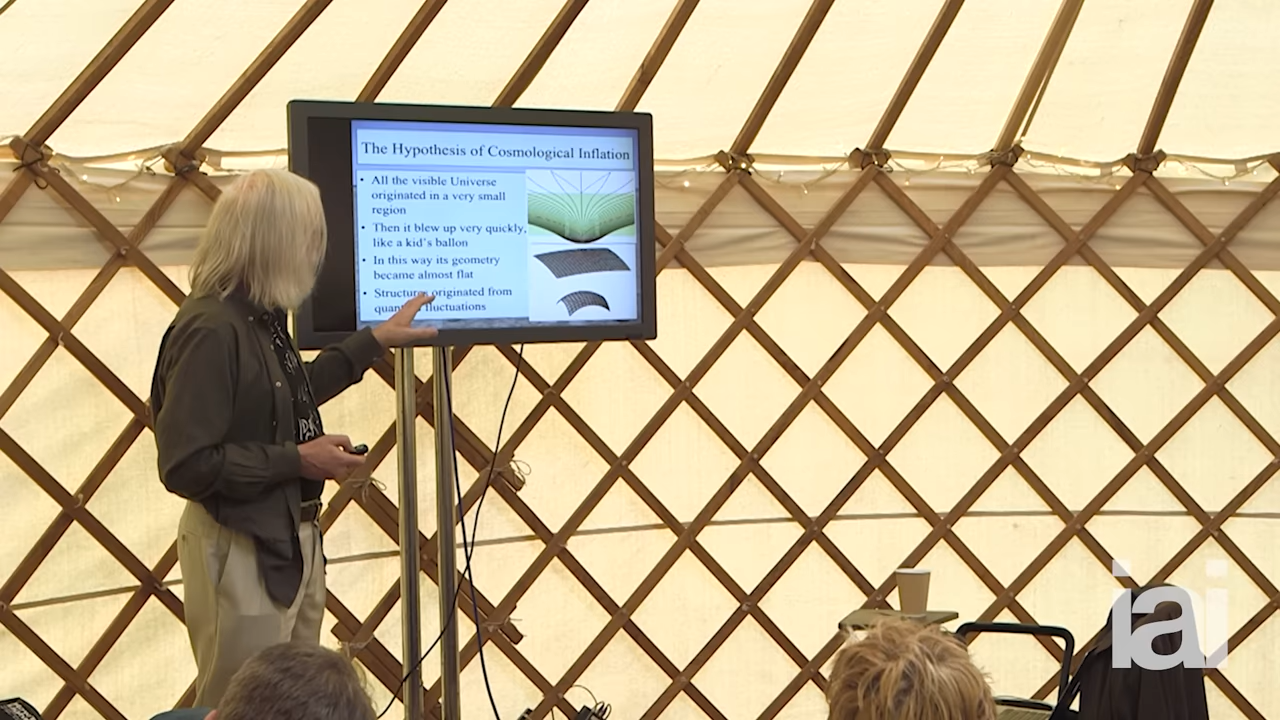 The Hypothesis of Cosmological Inflation
• All the visible Universe
originated in a very small
region
• Then it blew up very quickly,
like a kid's ballon
• In this way its geometry
became almost flat
• Structures originated from
fluctuations
iai